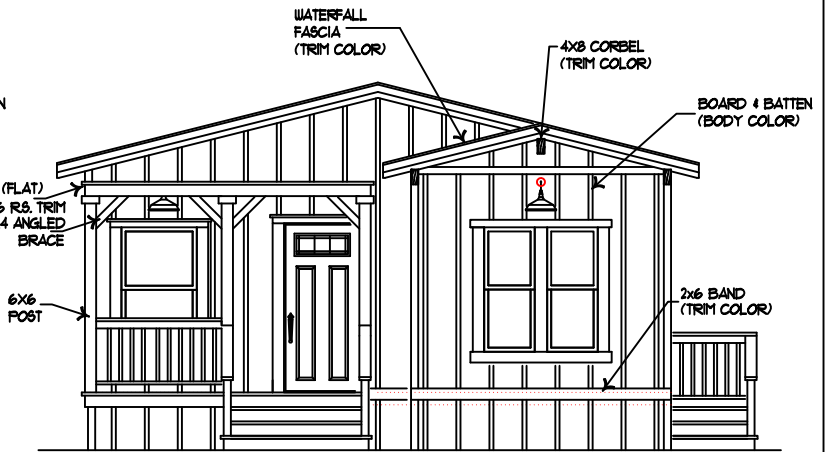 WATERFALL
FASCIA
(TRIM COLOR)
4X8 CORBEL
(TRIM COLOR)
N
BOARD & BATTEN
(BODY COLOR)
(FLAT)
6 R.S. TRIM
4 ANGLED
BRACE
6X6
POST
2x6 BAND
(TRIM COLOR)